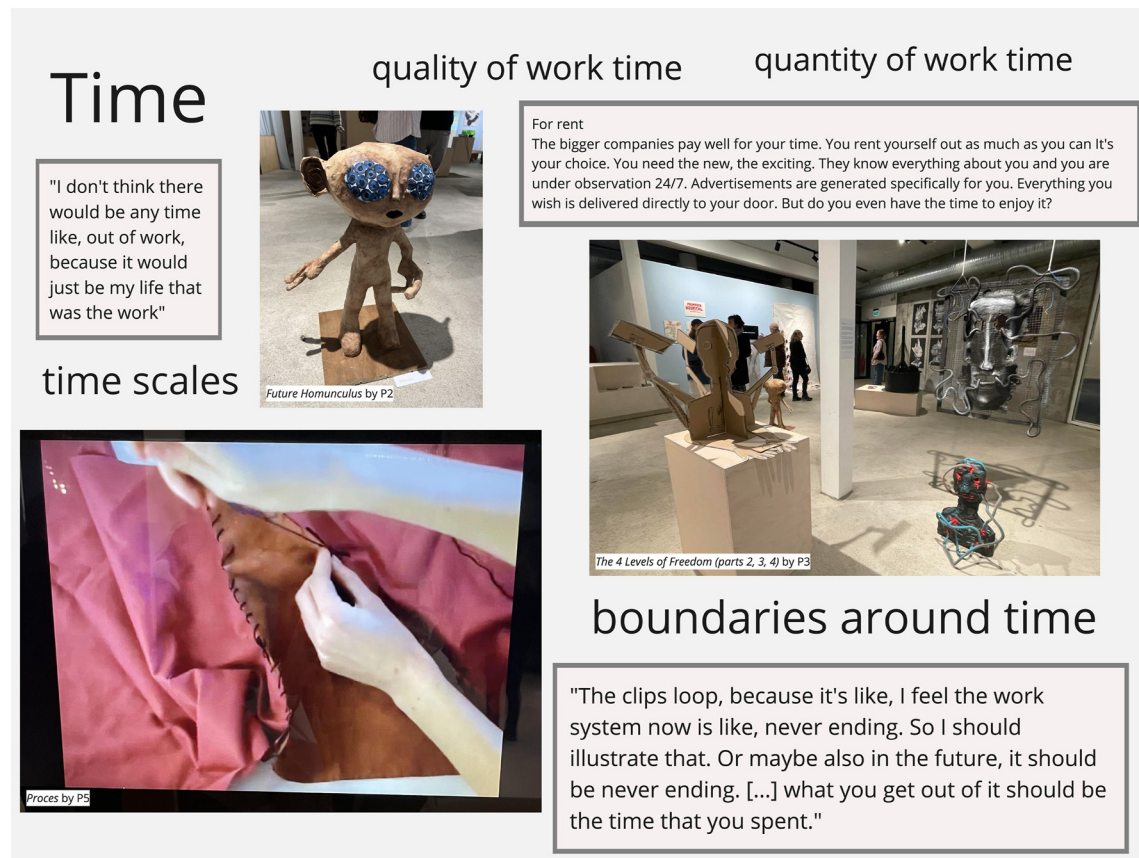 Time
quality of work time
quantity of work time
"I don't think there
would be any time
like, out of work,
because it would
just be my life that
was the work"
For rent
The bigger companies pay well for your time. You rent yourself out as much as you can It's
your choice. You need the new, the exciting. They know everything about you and you are
under observation 24/7. Advertisements are generated specifically for you. Everything you
wish is delivered directly to your door. But do you even have the time to enjoy it?
Future Homunculus by P2
time scales
The 4 Levels of Freedom (parts 2, 3, 4) by P3
Proces by P5
boundaries around time
"The clips loop, because it's like, I feel the work
system now is like, never ending. So I should
illustrate that. Or maybe also in the future, it should
be never ending. [...] what you get out of it should be
the time that you spent."